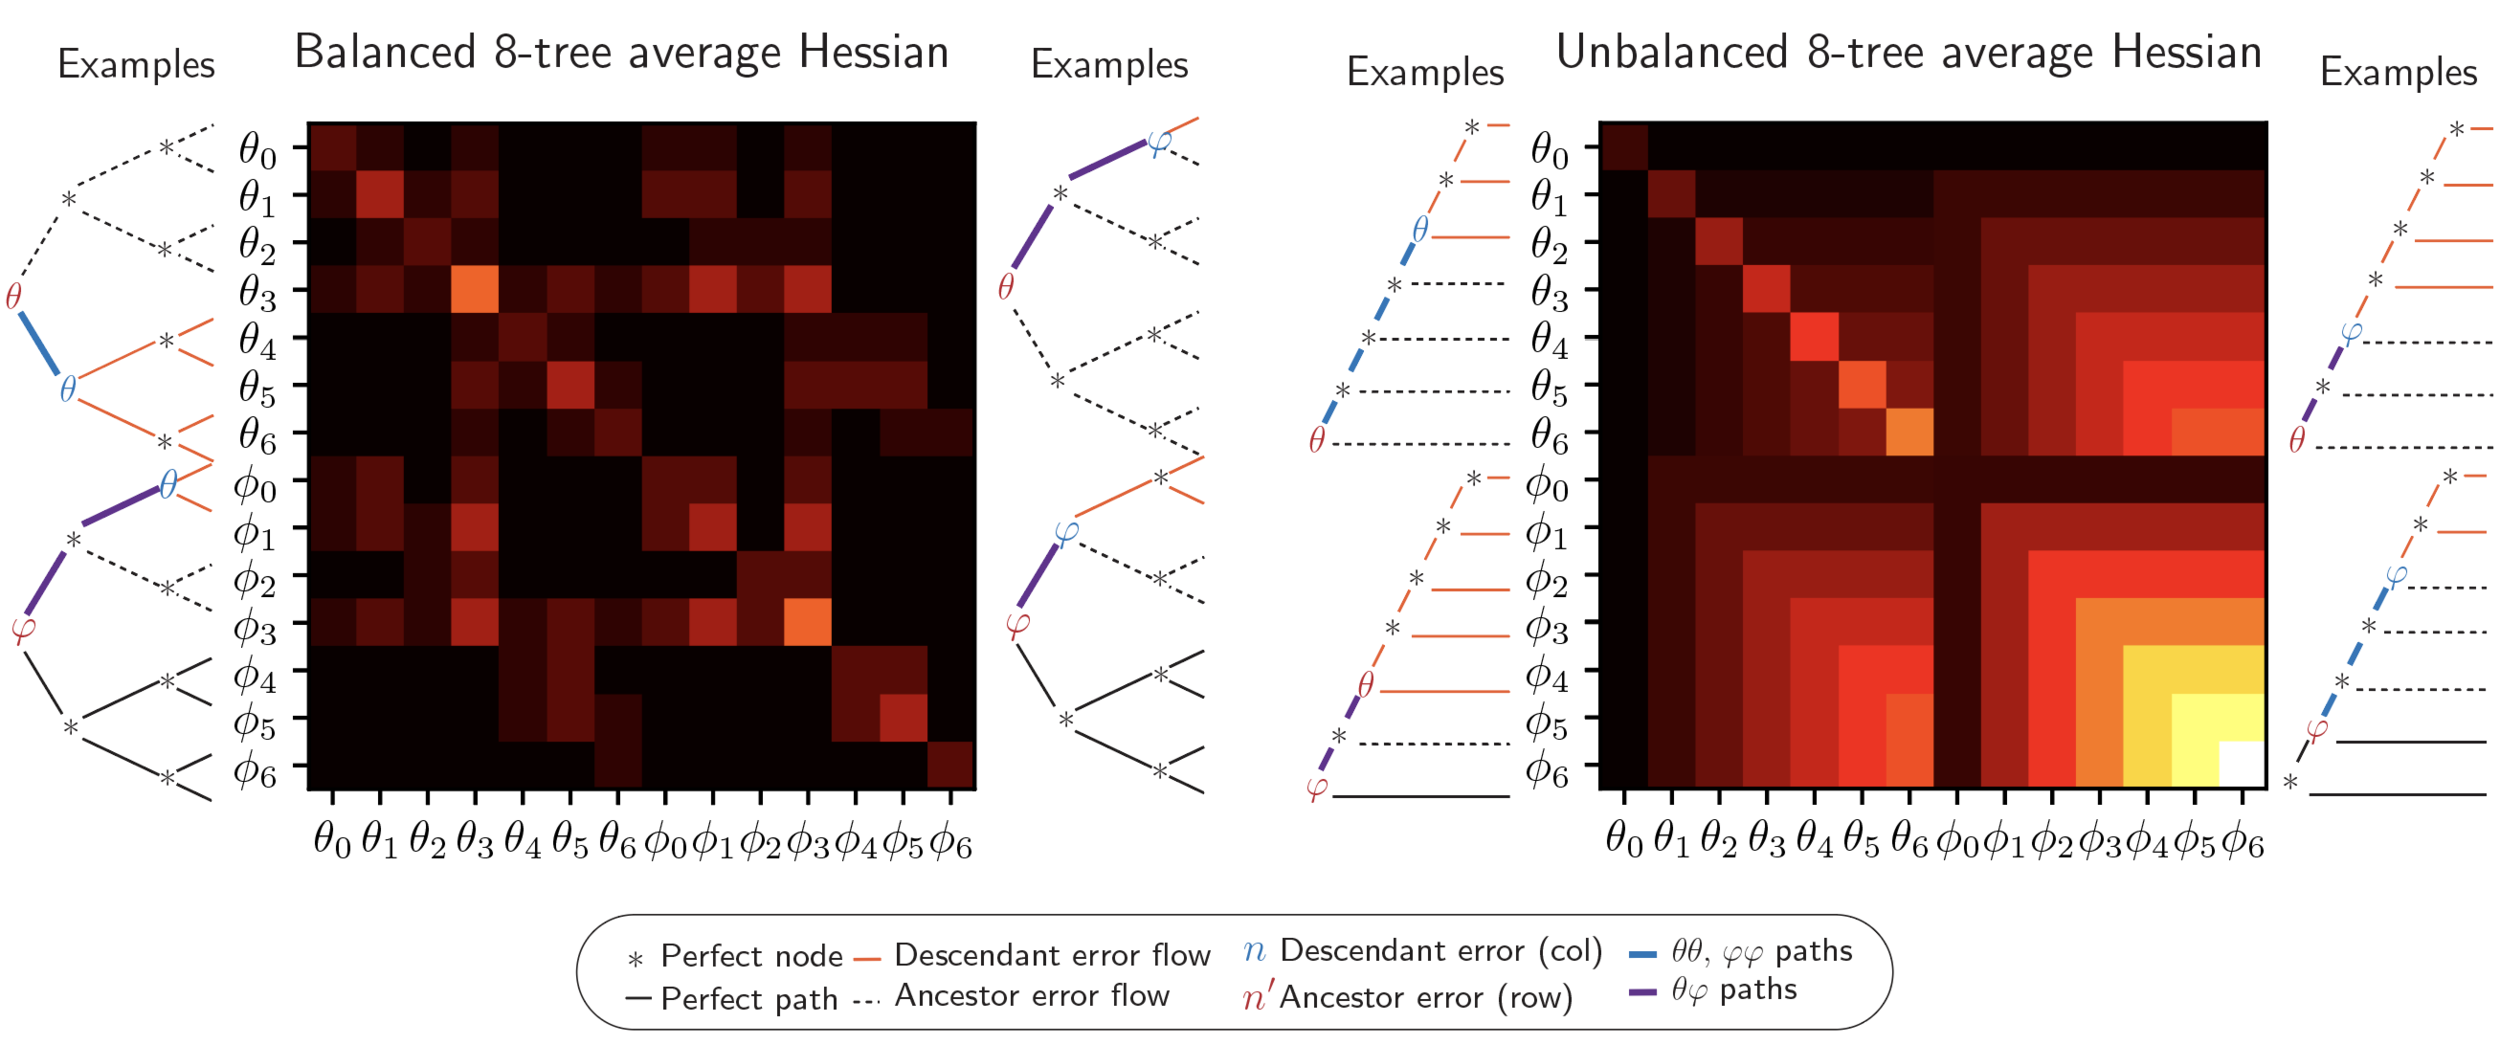 Examples
Balanced 8-tree average Hessian
Examples
Examples
Unbalanced 8-tree average Hessian
Examples
θ₀
θ₁
θ₂
θ₃
θ₄
θ₅
θ₆
ϕ₀
ϕ₁
ϕ₂
ϕ₃
ϕ₄
ϕ₅
ϕ₆
θ₀ θ₁ θ₂ θ₃ θ₄ θ₅ θ₆ ϕ₀ ϕ₁ ϕ₂ ϕ₃ ϕ₄ ϕ₅ ϕ₆
* * * θ * θ *
* θ * * φ * * *
* φ * * θ * * *
* * φ * φ * * *
* * θ * * * θ
* * * * θ * φ
θ₀
θ₁
θ₂
θ₃
θ₄
θ₅
θ₆
ϕ₀
ϕ₁
ϕ₂
ϕ₃
ϕ₄
ϕ₅
ϕ₆
θ₀ θ₁ θ₂ θ₃ θ₄ θ₅ θ₆ ϕ₀ ϕ₁ ϕ₂ ϕ₃ ϕ₄ ϕ₅ ϕ₆
* * * * φ * θ
* * φ * * φ *
* Perfect node
Descendant error flow
n Descendant error (col)
θθ, φφ paths
Perfect path
Ancestor error flow
n′ Ancestor error (row)
θφ paths